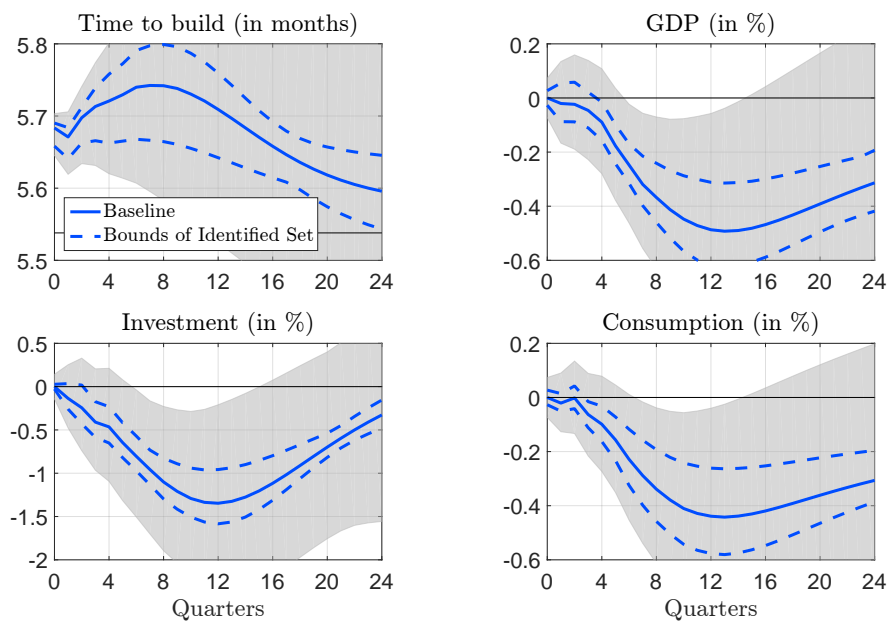 Time to build (in months)
5.8
5.7
5.6
5.5
Baseline
Bounds of Identified Set
0 4 8 12 16 20 24
GDP (in %)
0.2
0
-0.2
-0.4
-0.6
0 4 8 12 16 20 24
Investment (in %)
0.5
0
-0.5
-1
-1.5
-2
0 4 8 12 16 20 24
Quarters
Consumption (in %)
0.2
0
-0.2
-0.4
-0.6
0 4 8 12 16 20 24
Quarters